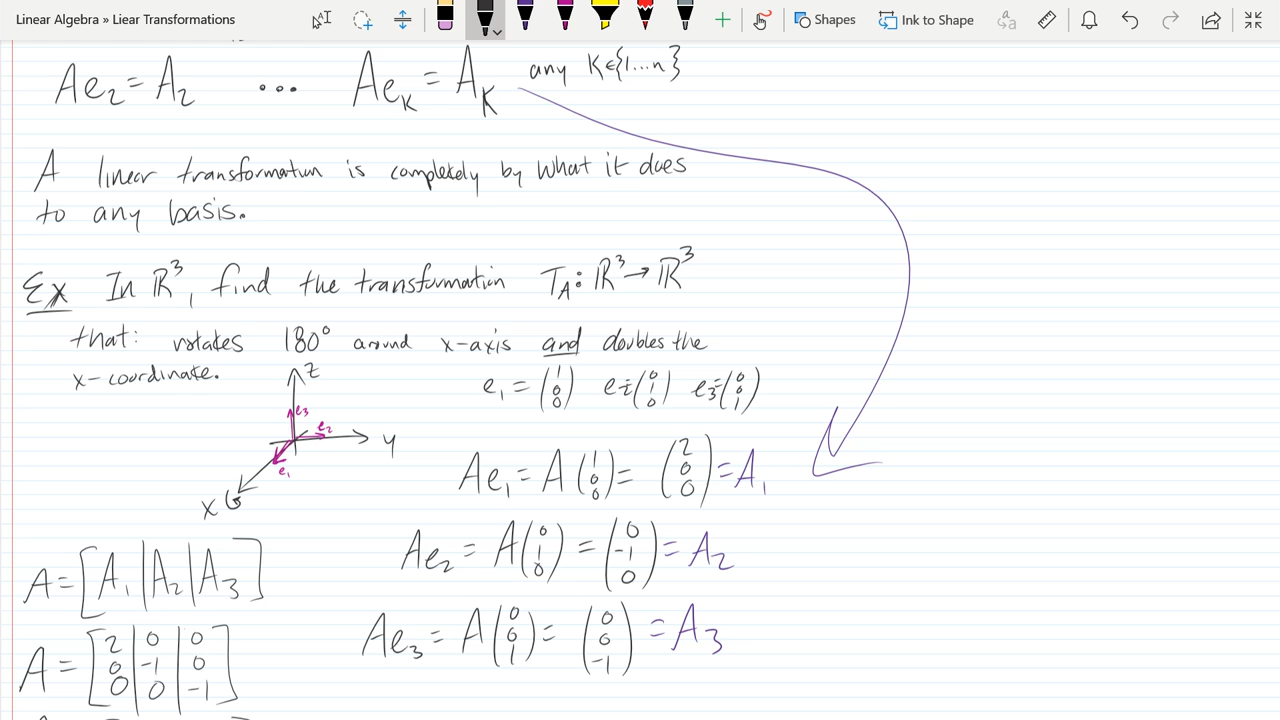 Linear Algebra » Liear Transformations
Shapes
Ink to Shape
Ae₂ = A₂ ... Ae_K = A_K any K∈{1...n}
A linear transformation is completely by what it does
to any basis.
Ex In ℝ³, find the transformation T_A: ℝ³→ℝ³
that: rotates 180° around x-axis and doubles the
x-coordinate.
e₁ = (1 0 0) e₂ = (0 1 0) e₃ = (0 0 1)
Z
e₃
e₂
Y
e₁
X
Ae₁ = A(1 0 0) = (2 0 0) = A₁
Ae₂ = A(0 1 0) = (0 -1 0) = A₂
A = [A₁|A₂|A₃]
Ae₃ = A(0 0 1) = (0 0 -1) = A₃
A = [2 0 0 | 0 -1 0 | 0 0 -1]